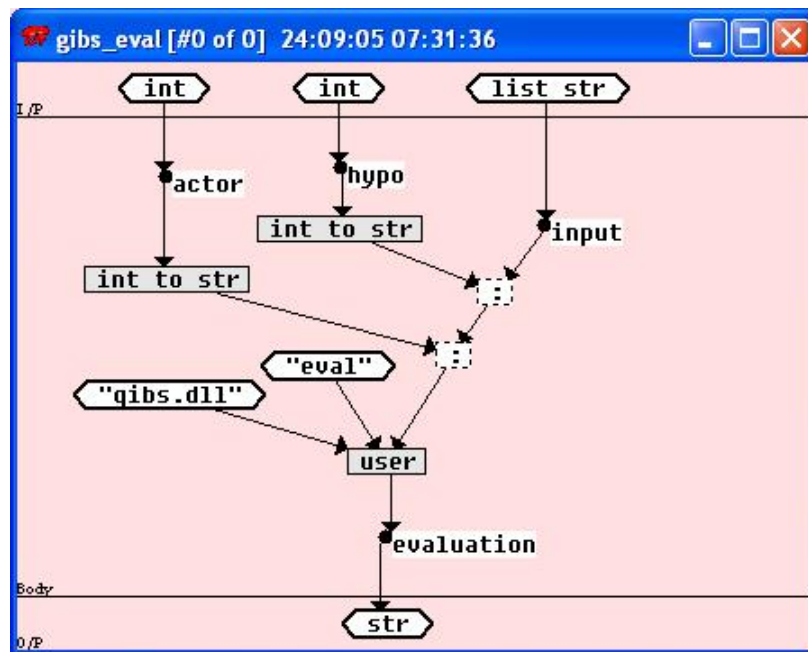 gibs_eval [#0 of 0] 24:09:05 07:31:36
int int list str
I/P
actor
hypo
int to str
input
int to str
:
:
"eval"
"qibs.dll"
user
evaluation
Body
str
O/P